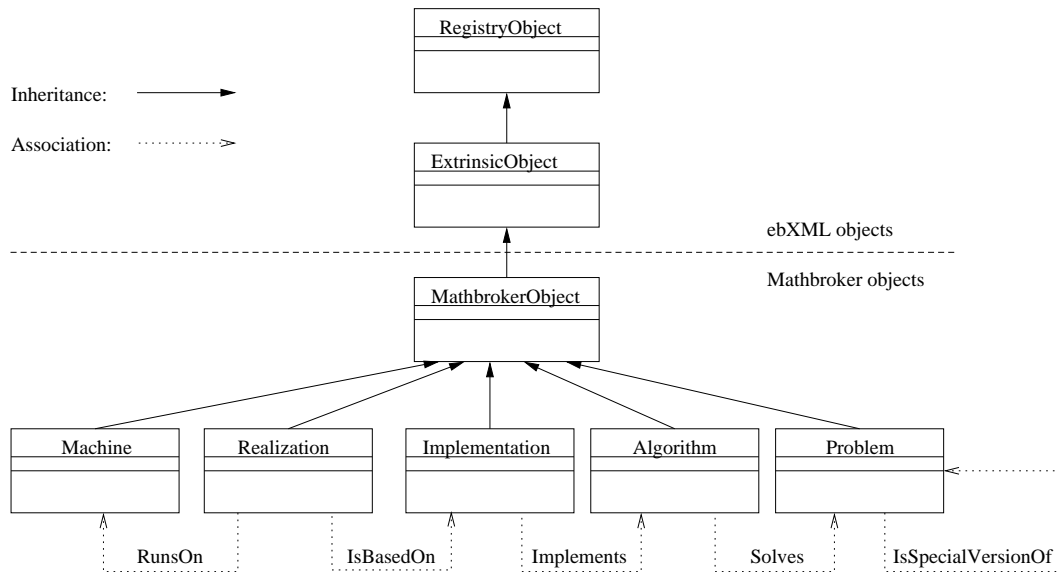 RegistryObject
Inheritance:
Association:
ExtrinsicObject
ebXML objects
Mathbroker objects
MathbrokerObject
Machine
Realization
Implementation
Algorithm
Problem
RunsOn
IsBasedOn
Implements
Solves
IsSpecialVersionOf